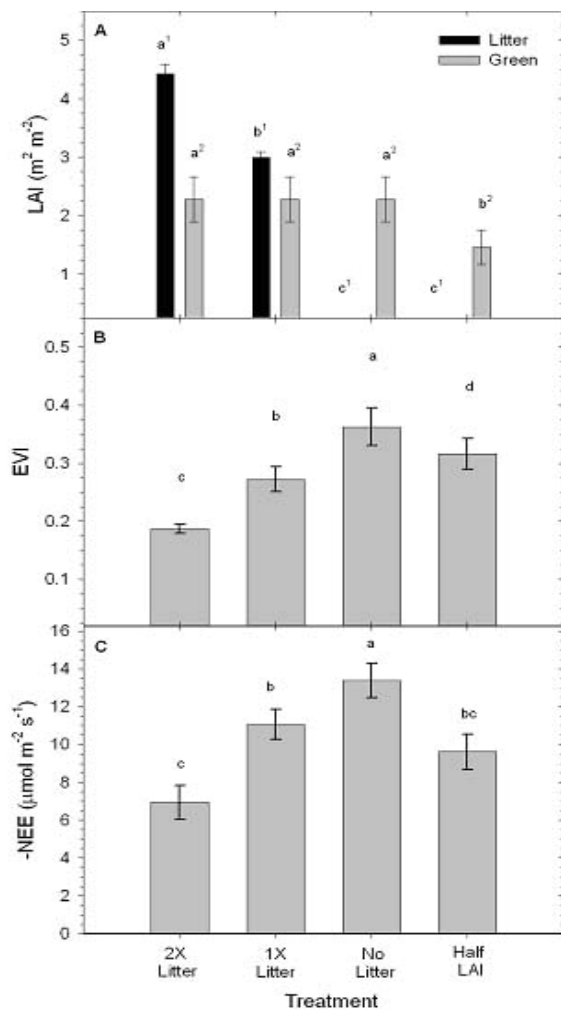 A
Litter
Green
a¹
a²
b¹
a²
a²
b²
c¹
c¹
LAI (m² m⁻²)
5
4
3
2
1
B
a
d
b
c
EVI
0.5
0.4
0.3
0.2
0.1
C
a
b
bc
c
-NEE (µmol m⁻² s⁻¹)
16
14
12
10
8
6
4
2
0
2X Litter
1X Litter
No Litter
Half LAI
Treatment